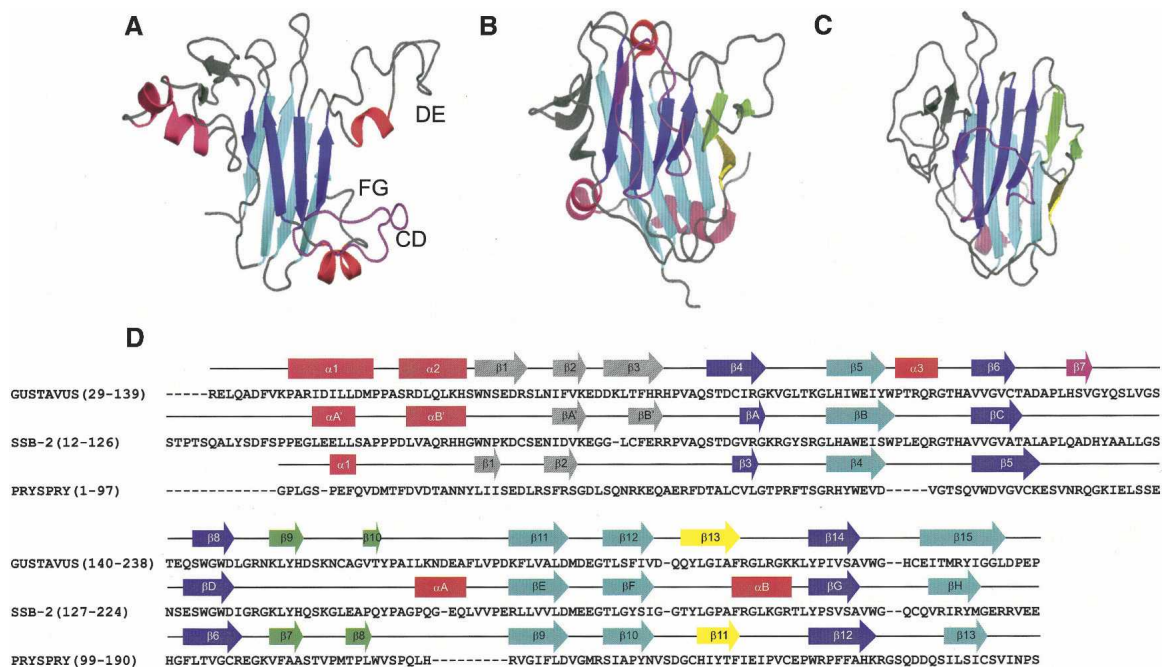 A
B
C
DE
FG
CD
D
α1 α2 β1 β2 β3 β4 β5 α3 β6 β7
GUSTAVUS(29-139) ------RELQADFVKPARIDILLDMPPASRDLQLKHSWNSEDRSLNIFVKEDDKLTFHRHPVAQSTDCIRGKVGLTKGLHIWEIYWPTRQRGTHAVVGVCTADAPLHSVGYQSLVGS
αA' αB' βA' βB' βA βB βC
SSB-2(12-126) STPTSQALYSDFSPPEGLEELLSAPPPDLVAQRHHGWNPKDCSENIDVKEGG-LCFERRPVAQSTDGVRGKRGYSRGLHAWEISWPLEQRGTHAVVGVATALAPLQADHYAALLGS
α1 β1 β2 β3 β4 β5
PRYSPRY(1-97) -------------GPLGS-PEFQVDMTFDVDTANNYLIISEDLRSFRSGDLSQNRKEQAERFDTALCVLGTPRFTSGRHYWEVD-----VGTSQVWDVGVCKESVNRQGKIELSSE
β8 β9 β10 β11 β12 β13 β14 β15
GUSTAVUS(140-238) TEQSWGWDLGRNKLYHDSKNCAGVTYPAILKNDEAFLVPDKFLVALDMDEGTLSFIVD-QQYLGIAFRGLRGKKLYPIVSAVWG--HCEITMRYIGGLDPEP
βD αA βE βF αB βG βH
SSB-2(127-224) NSESWGWDIGRGKLYHQSKGLEAPQYPAGPQG-EQLVVPERLLVVLDMEEGTLGYSIG-GTYLGPAFRGLKGRTLYPSVSAVWG--QCQVRIRYMGERRVEE
β6 β7 β8 β9 β10 β11 β12 β13
PRYSPRY(99-190) HGFLTVGCREGKVFAASTVPMTPLWVSPQLH---------RVGIFLDVGMRSIAPYNVSDGCHIYTFIEIPVCEPWRPFFAHKRGSQDDQSILSICSVINPS